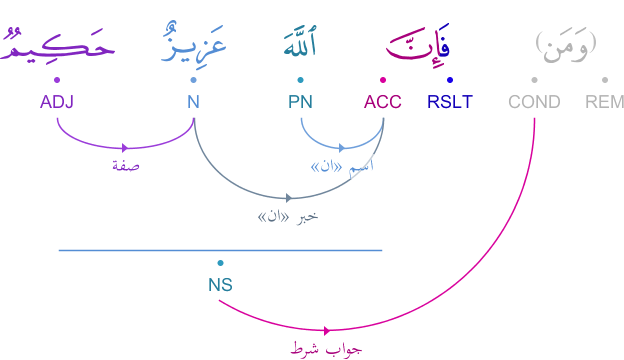 (وَمَن) فَإِنَّ ٱللَّهَ عَزِيزٌ حَكِيمٌ
REM COND RSLT ACC PN N ADJ
اسم «ان» صفة
خبر «ان»
NS
جواب شرط